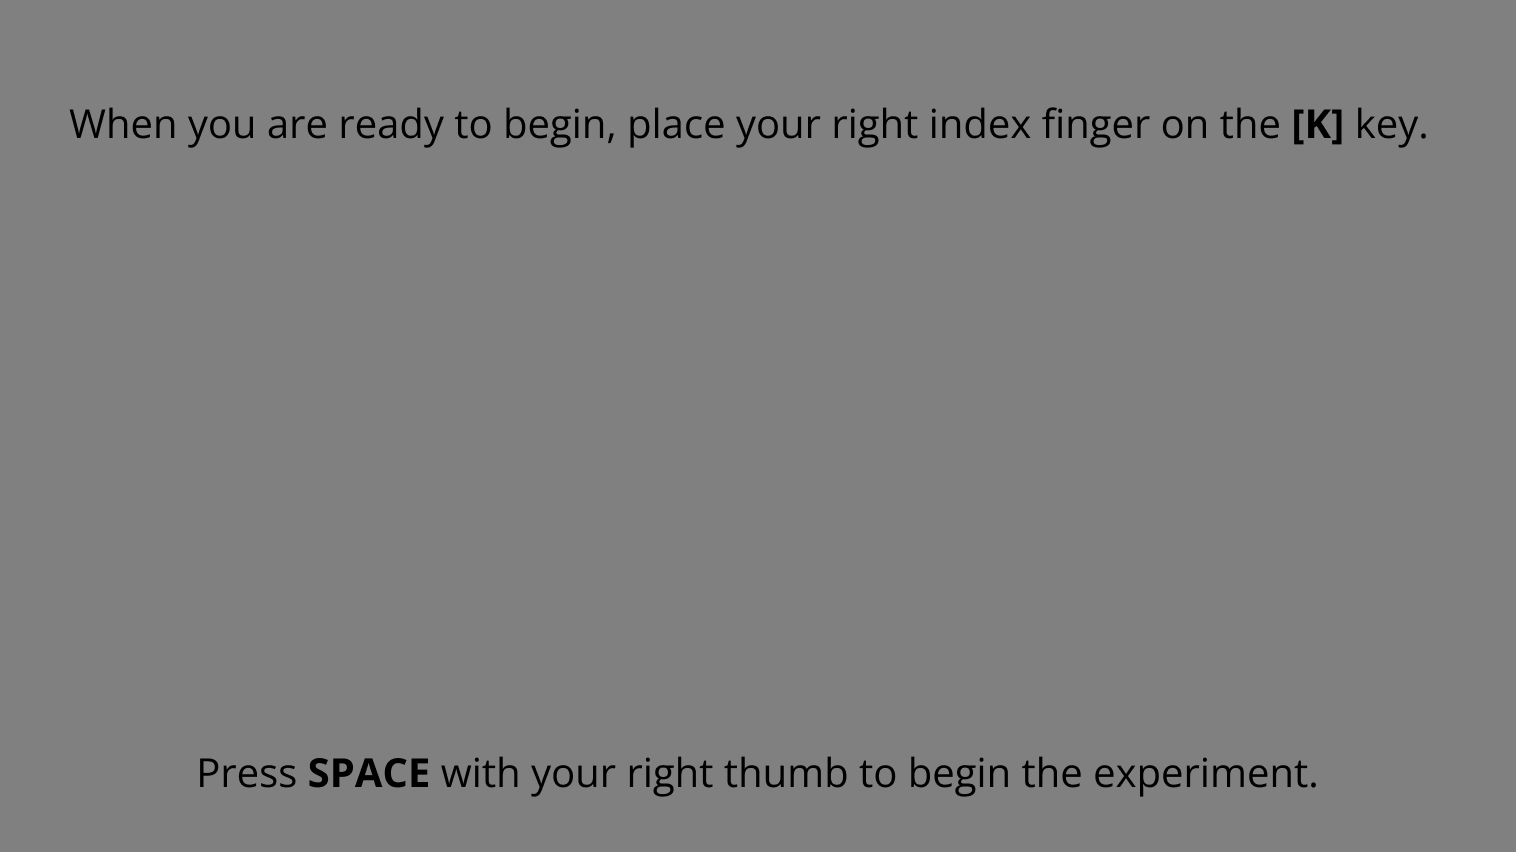 When you are ready to begin, place your right index finger on the [K] key.
Press SPACE with your right thumb to begin the experiment.